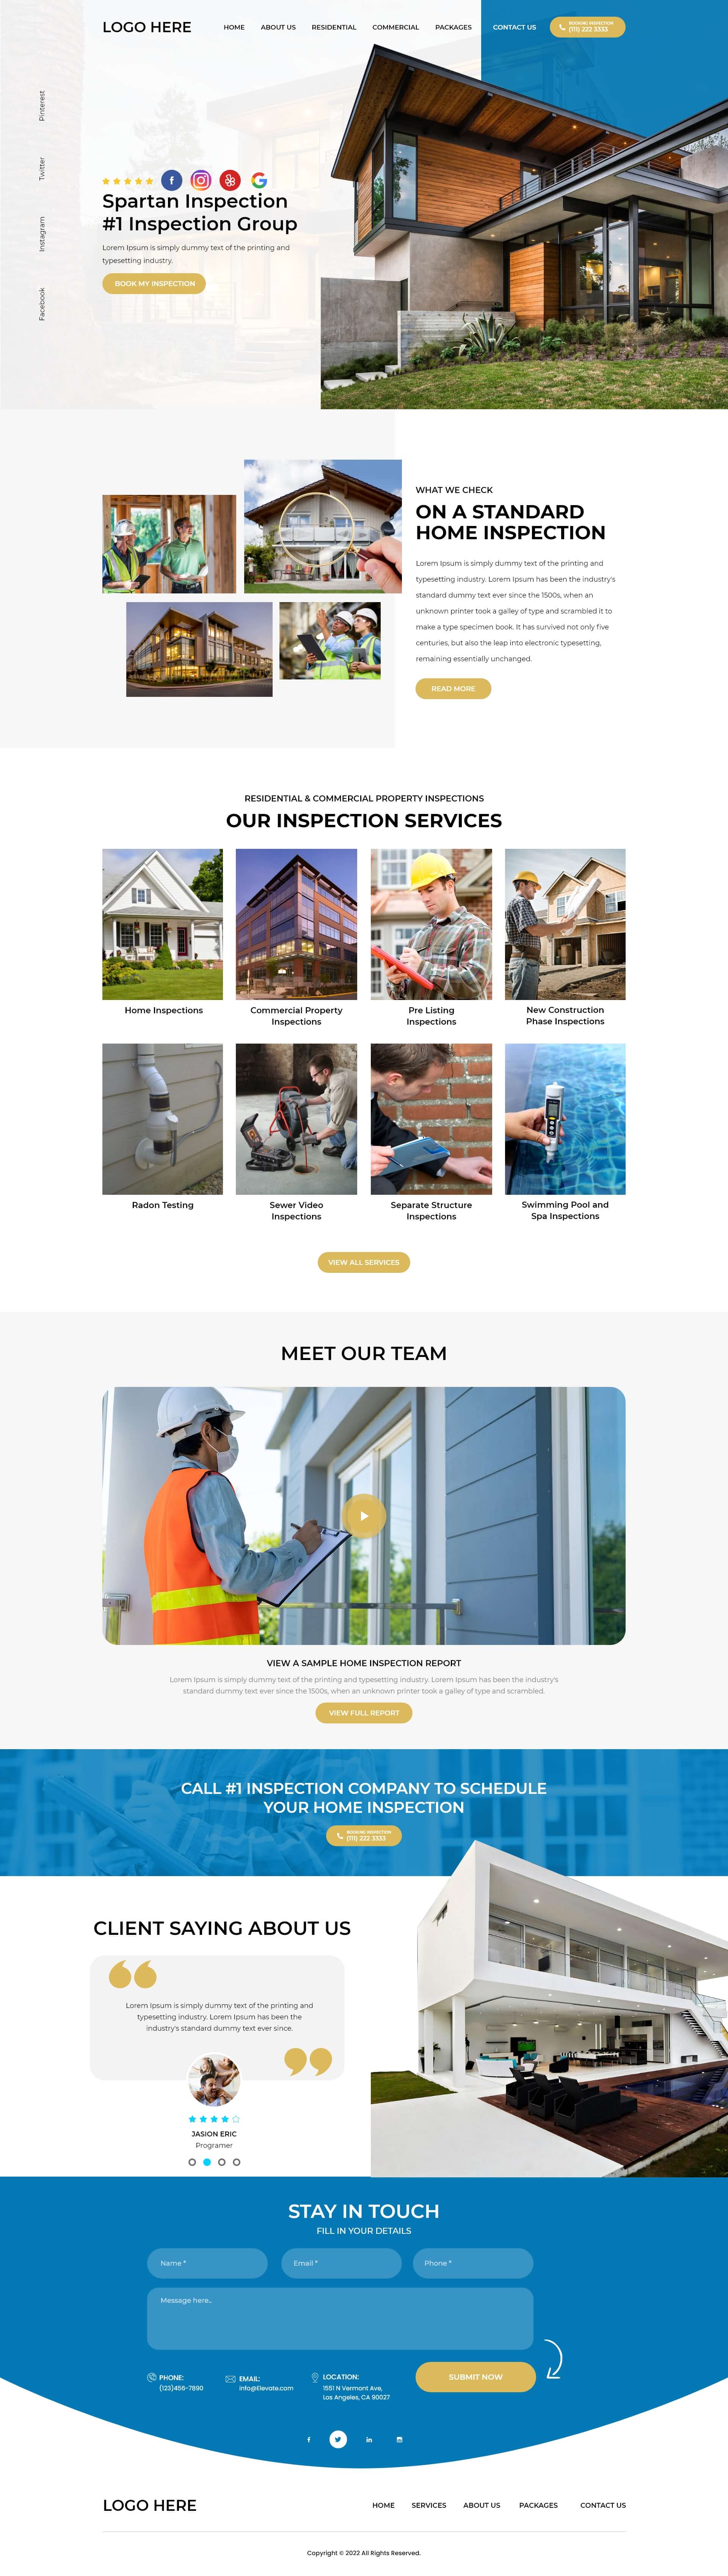 LOGO HERE
HOME
ABOUT US
RESIDENTIAL
COMMERCIAL
PACKAGES
CONTACT US
BOOKING INSPECTION
(111) 222 3333
Pinterest
Twitter
Instagram
Facebook
Spartan Inspection
#1 Inspection Group
Lorem Ipsum is simply dummy text of the printing and
typesetting industry.
BOOK MY INSPECTION
WHAT WE CHECK
ON A STANDARD
HOME INSPECTION
Lorem Ipsum is simply dummy text of the printing and
typesetting industry. Lorem Ipsum has been the industry's
standard dummy text ever since the 1500s, when an
unknown printer took a galley of type and scrambled it to
make a type specimen book. It has survived not only five
centuries, but also the leap into electronic typesetting,
remaining essentially unchanged.
READ MORE
RESIDENTIAL & COMMERCIAL PROPERTY INSPECTIONS
OUR INSPECTION SERVICES
Home Inspections
Commercial Property
Inspections
Pre Listing
Inspections
New Construction
Phase Inspections
Radon Testing
Sewer Video
Inspections
Separate Structure
Inspections
Swimming Pool and
Spa Inspections
VIEW ALL SERVICES
MEET OUR TEAM
VIEW A SAMPLE HOME INSPECTION REPORT
Lorem Ipsum is simply dummy text of the printing and typesetting industry. Lorem Ipsum has been the industry's
standard dummy text ever since the 1500s, when an unknown printer took a galley of type and scrambled.
VIEW FULL REPORT
CALL #1 INSPECTION COMPANY TO SCHEDULE
YOUR HOME INSPECTION
BOOKING INSPECTION
(111) 222 3333
CLIENT SAYING ABOUT US
Lorem Ipsum is simply dummy text of the printing and
typesetting industry. Lorem Ipsum has been the
industry's standard dummy text ever since.
JASION ERIC
Programer
STAY IN TOUCH
FILL IN YOUR DETAILS
Name *
Email *
Phone *
Message here..
PHONE:
(123)456-7890
EMAIL:
info@Elevate.com
LOCATION:
1551 N Vermont Ave,
Los Angeles, CA 90027
SUBMIT NOW
LOGO HERE
HOME
SERVICES
ABOUT US
PACKAGES
CONTACT US
Copyright © 2022 All Rights Reserved.